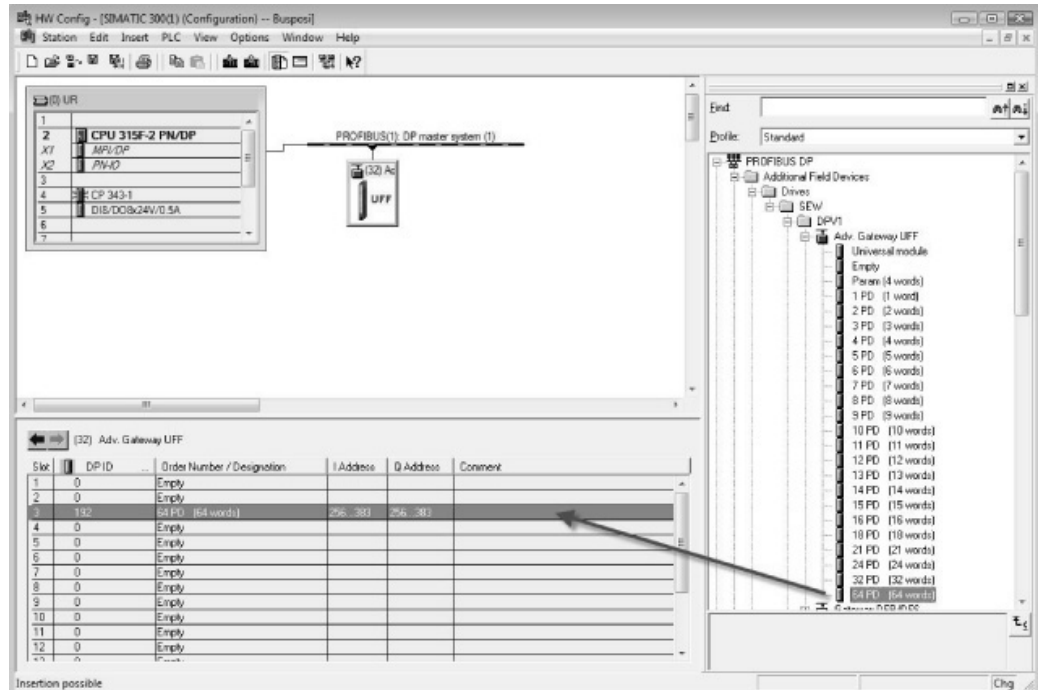 HW Config - [SIMATIC 300(1) (Configuration) -- Busposi]
Station Edit Insert PLC View Options Window Help
(0) UR
1
2 CPU 315F-2 PN/DP
X1 MPI/DP
X2 PN-IO
3
4 CP 343-1
5 DI8/DO8x24V/0.5A
6
7
PROFIBUS(1): DP master system (1)
(32) Ad
UFF
Find:
Profile: Standard
PROFIBUS DP
Additional Field Devices
Drives
SEW
DPV1
Adv. Gateway UFF
Universal module
Empty
Param (4 words)
1 PD (1 word)
2 PD (2 words)
3 PD (3 words)
4 PD (4 words)
5 PD (5 words)
6 PD (6 words)
7 PD (7 words)
8 PD (8 words)
9 PD (9 words)
10 PD (10 words)
11 PD (11 words)
12 PD (12 words)
13 PD (13 words)
14 PD (14 words)
15 PD (15 words)
16 PD (16 words)
18 PD (18 words)
21 PD (21 words)
24 PD (24 words)
32 PD (32 words)
64 PD (64 words)
(32) Adv. Gateway UFF
Slot DP ID ... Order Number / Designation I Address Q Address Comment
1 0 Empty
2 0 Empty
3 192 64 PD (64 words) 256...383 256...383
4 0 Empty
5 0 Empty
6 0 Empty
7 0 Empty
8 0 Empty
9 0 Empty
10 0 Empty
11 0 Empty
12 0 Empty
Insertion possible
Chg